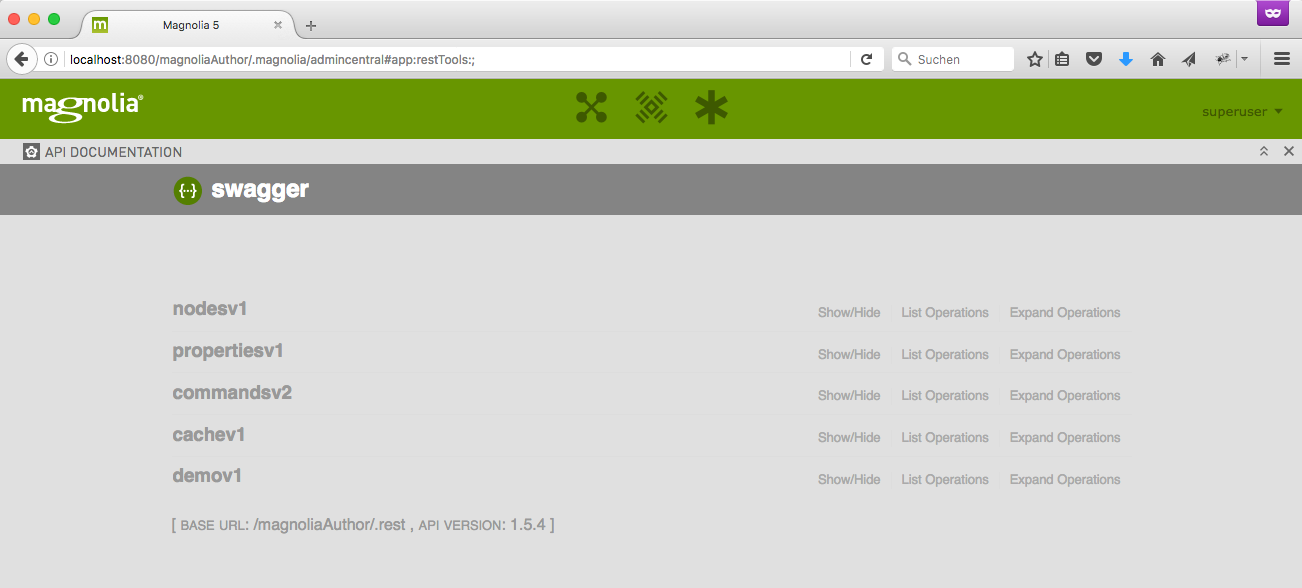 Magnolia 5
localhost:8080/magnoliaAuthor/.magnolia/admincentral#app:restTools:;
Suchen
magnolia®
superuser
API DOCUMENTATION
{···} swagger
nodesv1 Show/Hide List Operations Expand Operations
propertiesv1 Show/Hide List Operations Expand Operations
commandsv2 Show/Hide List Operations Expand Operations
cachev1 Show/Hide List Operations Expand Operations
demov1 Show/Hide List Operations Expand Operations
[ BASE URL: /magnoliaAuthor/.rest , API VERSION: 1.5.4 ]